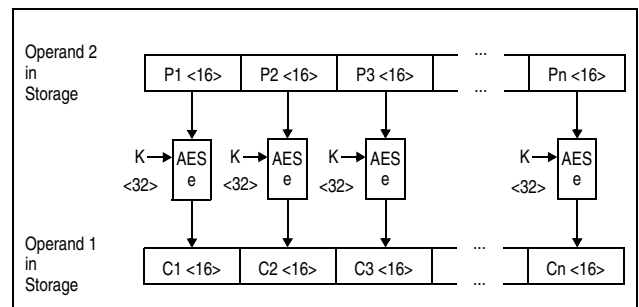 Operand 2
in
Storage
...
P1 <16> P2 <16> P3 <16> Pn <16>
...
K AES e K AES e K AES e K AES e
<32> <32> <32> <32>
Operand 1
in
Storage
...
C1 <16> C2 <16> C3 <16> Cn <16>
...